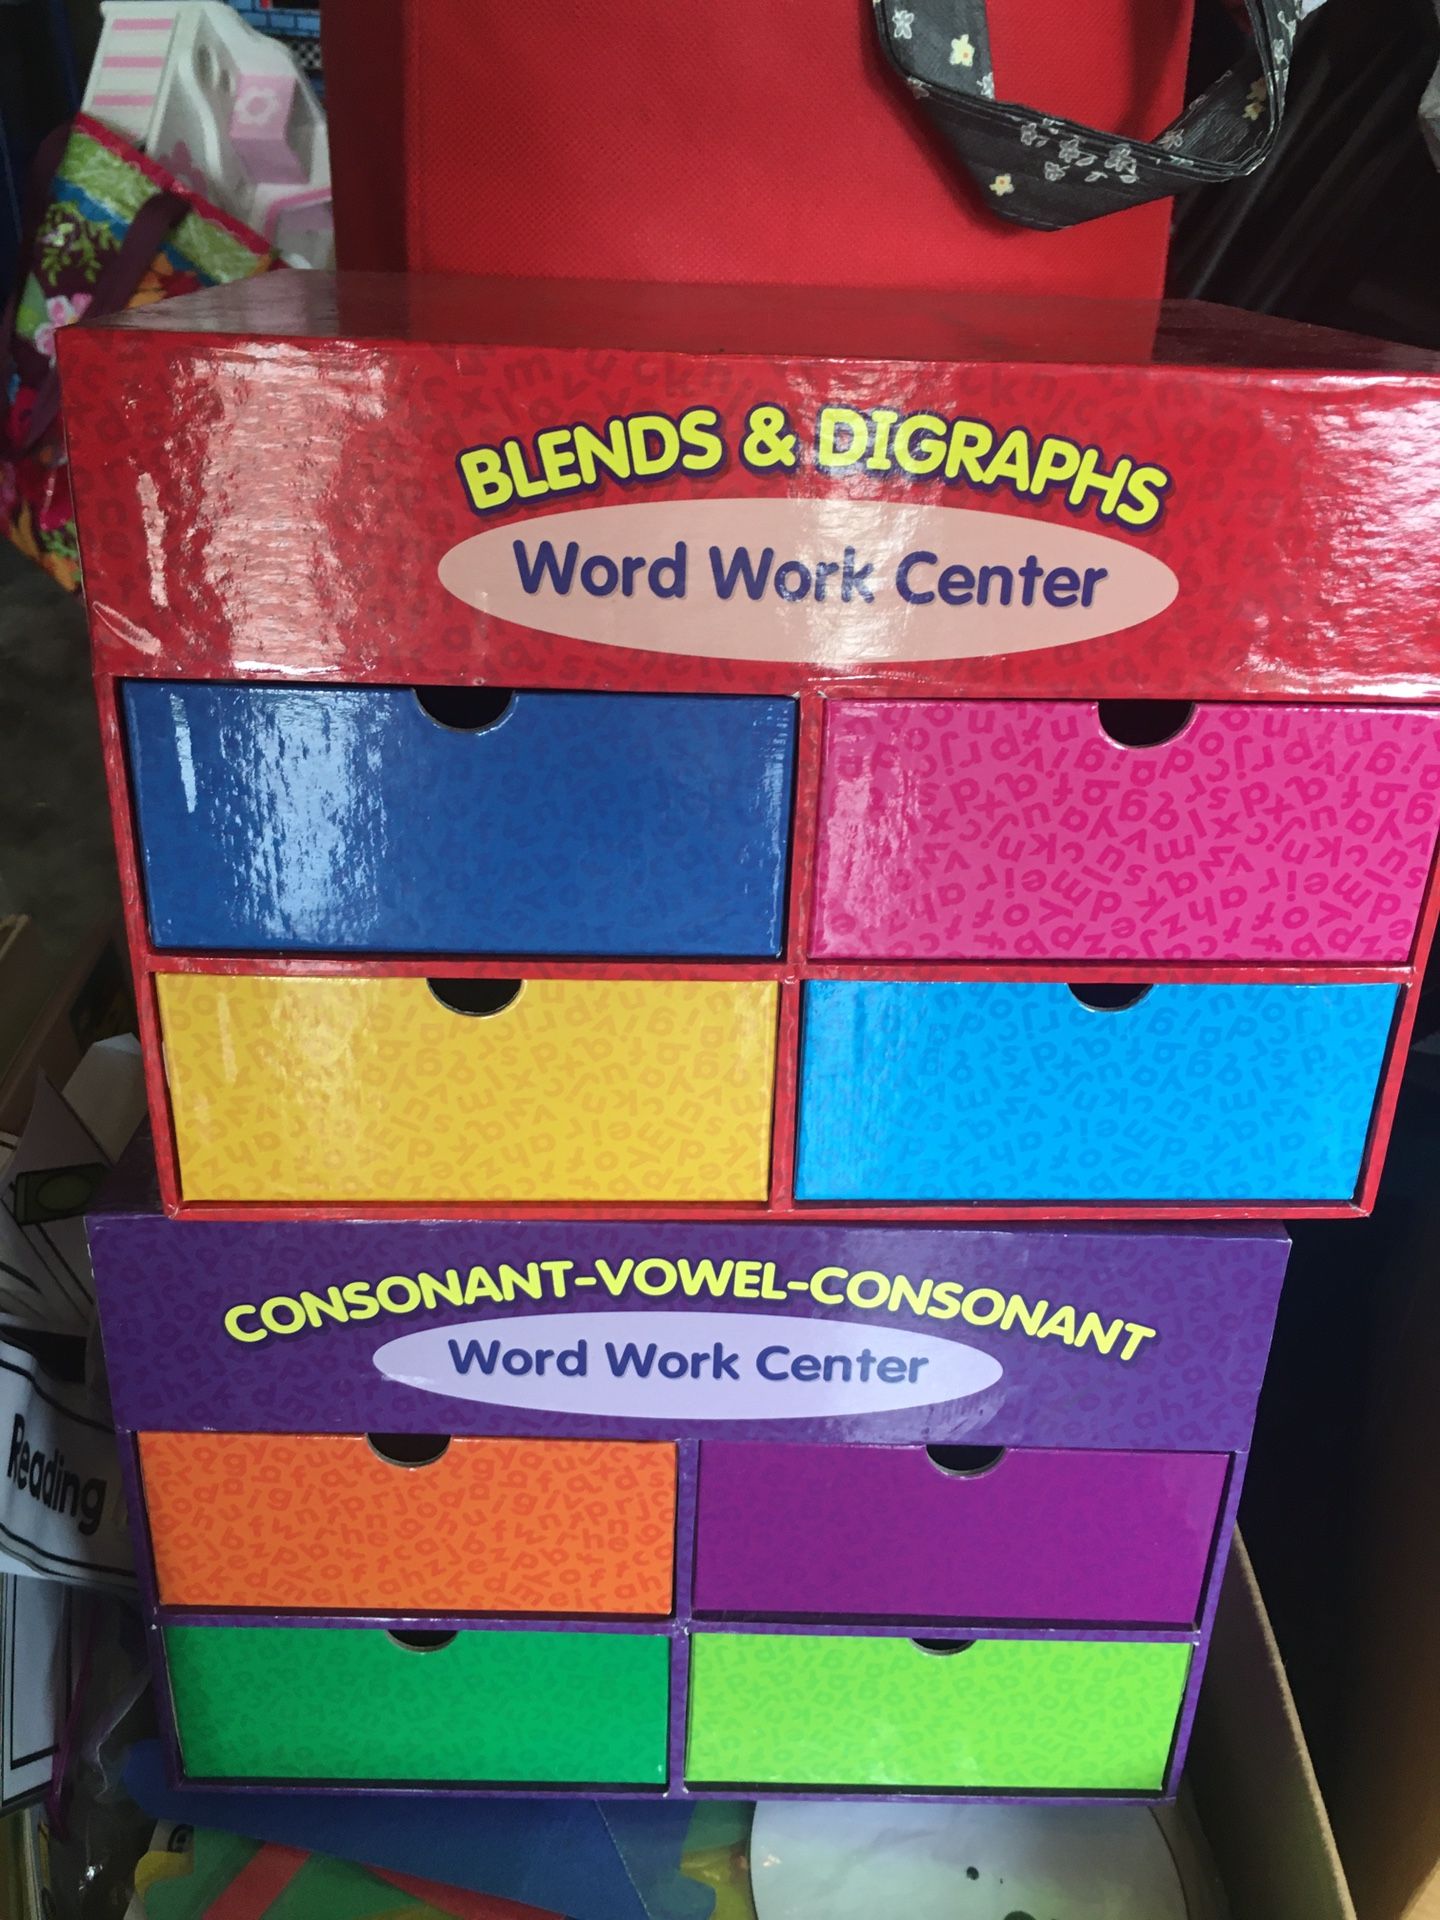 BLENDS & DIGRAPHS
Word Work Center
CONSONANT-VOWEL-CONSONANT
Word Work Center
Reading